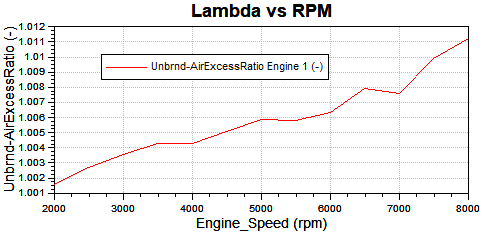 Lambda vs RPM
Unbrnd-AirExcessRatio (-)
1.012
1.011
1.01
1.009
1.008
1.007
1.006
1.005
1.004
1.003
1.002
1.001
Unbrnd-AirExcessRatio Engine 1 (-)
2000 3000 4000 5000 6000 7000 8000
Engine_Speed (rpm)